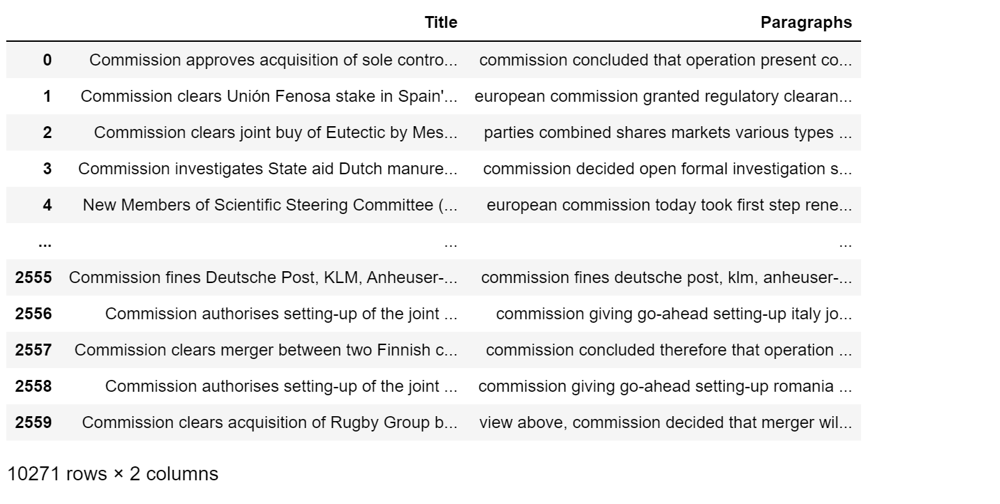 Title Paragraphs
0 Commission approves acquisition of sole contro... commission concluded that operation present co...
1 Commission clears Unión Fenosa stake in Spain'... european commission granted regulatory clearan...
2 Commission clears joint buy of Eutectic by Mes... parties combined shares markets various types ...
3 Commission investigates State aid Dutch manure... commission decided open formal investigation s...
4 New Members of Scientific Steering Committee (... european commission today took first step rene...
... ... ...
2555 Commission fines Deutsche Post, KLM, Anheuser-... commission fines deutsche post, klm, anheuser-...
2556 Commission authorises setting-up of the joint ... commission giving go-ahead setting-up italy jo...
2557 Commission clears merger between two Finnish c... commission concluded therefore that operation ...
2558 Commission authorises setting-up of the joint ... commission giving go-ahead setting-up romania ...
2559 Commission clears acquisition of Rugby Group b... view above, commission decided that merger wil...
10271 rows × 2 columns